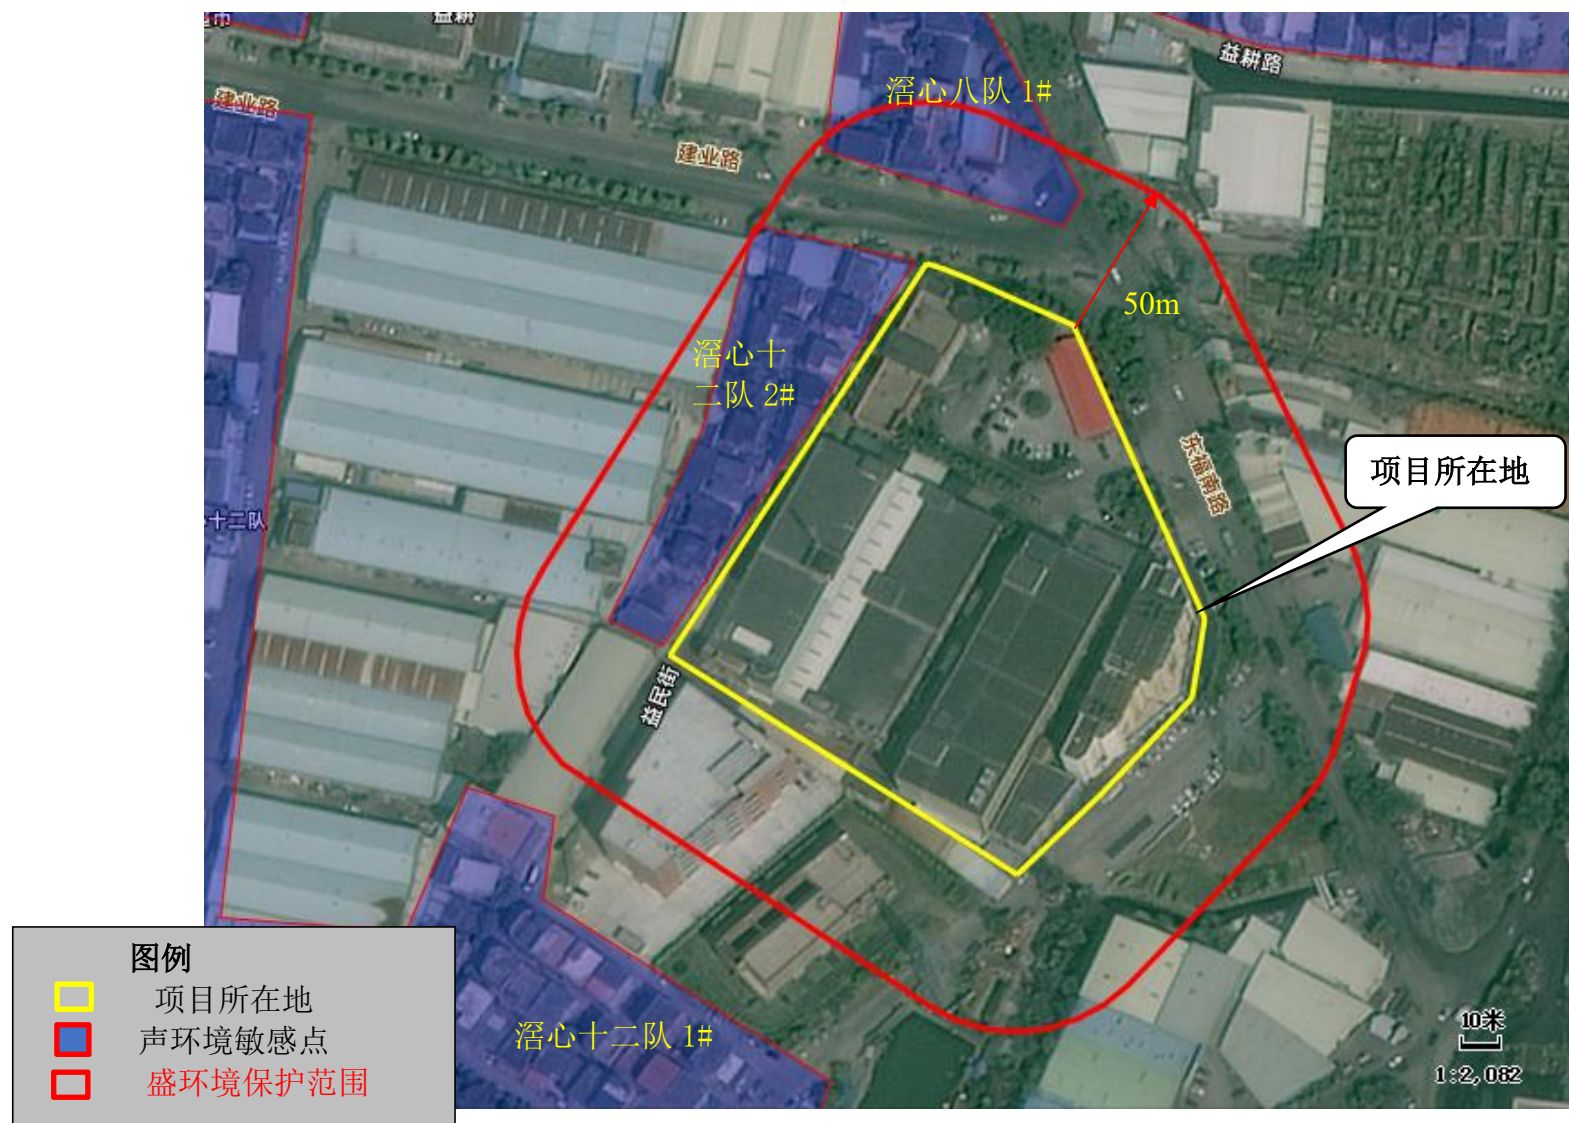 益耕
益耕路
滘心八队 1#
建业路
建业路
50m
滘心十
二队 2#
东福南路
项目所在地
十二队
益民街
图例
项目所在地
声环境敏感点
盛环境保护范围
滘心十二队 1#
10米
1:2,082